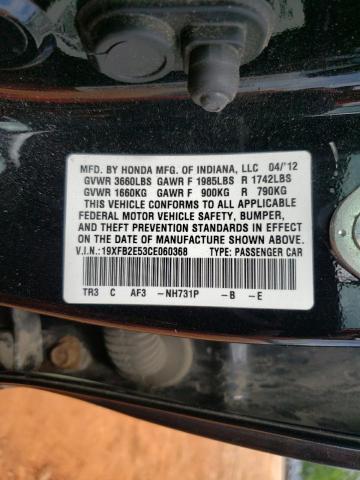 MFD. BY HONDA MFG. OF INDIANA, LLC 04/'12
GVWR 3660LBS GAWR F 1985LBS R 1742LBS
GVWR 1660KG GAWR F 900KG R 790KG
THIS VEHICLE CONFORMS TO ALL APPLICABLE
FEDERAL MOTOR VEHICLE SAFETY, BUMPER,
AND THEFT PREVENTION STANDARDS IN EFFECT
ON THE DATE OF MANUFACTURE SHOWN ABOVE.
V.I.N.: 19XFB2E53CE060368 TYPE: PASSENGER CAR
TR3 C AF3 -NH731P -B -E